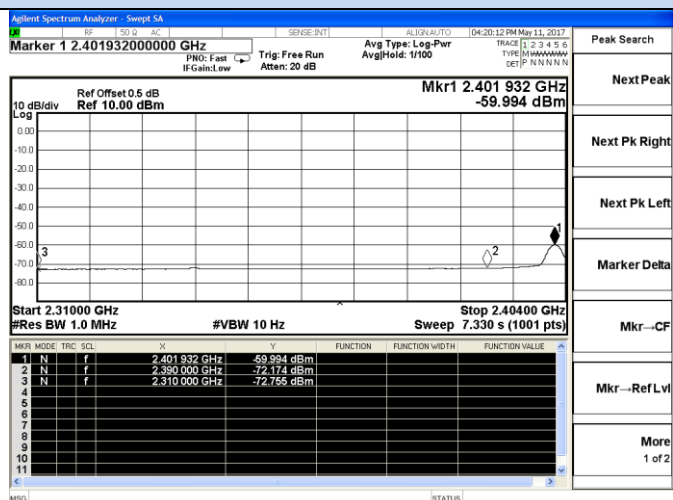 Agilent Spectrum Analyzer - Swept SA
RF 50 Ω AC SENSE:INT ALIGN AUTO 04:20:12 PM May 11, 2017
Marker 1 2.401932000000 GHz
PNO: Fast
IFGain:Low
Trig: Free Run
Atten: 20 dB
Avg Type: Log-Pwr
Avg|Hold: 1/100
TRACE 1 2 3 4 5 6
TYPE MWWWWW
DET P N N N N N
Peak Search
Next Peak
Next Pk Right
Next Pk Left
Marker Delta
Mkr→CF
Mkr→Ref Lvl
More
1 of 2
Mkr1 2.401 932 GHz
-59.994 dBm
Ref Offset 0.5 dB
10 dB/div Ref 10.00 dBm
Log
0.00
-10.0
-20.0
-30.0
-40.0
-50.0
-60.0
-70.0
-80.0
1
2
3
Start 2.31000 GHz Stop 2.40400 GHz
#Res BW 1.0 MHz #VBW 10 Hz Sweep 7.330 s (1001 pts)
MKR MODE TRC SCL X Y FUNCTION FUNCTION WIDTH FUNCTION VALUE
1 N f 2.401 932 GHz -59.994 dBm
2 N f 2.390 000 GHz -72.174 dBm
3 N f 2.310 000 GHz -72.755 dBm
4
5
6
7
8
9
10
11
MSG STATUS